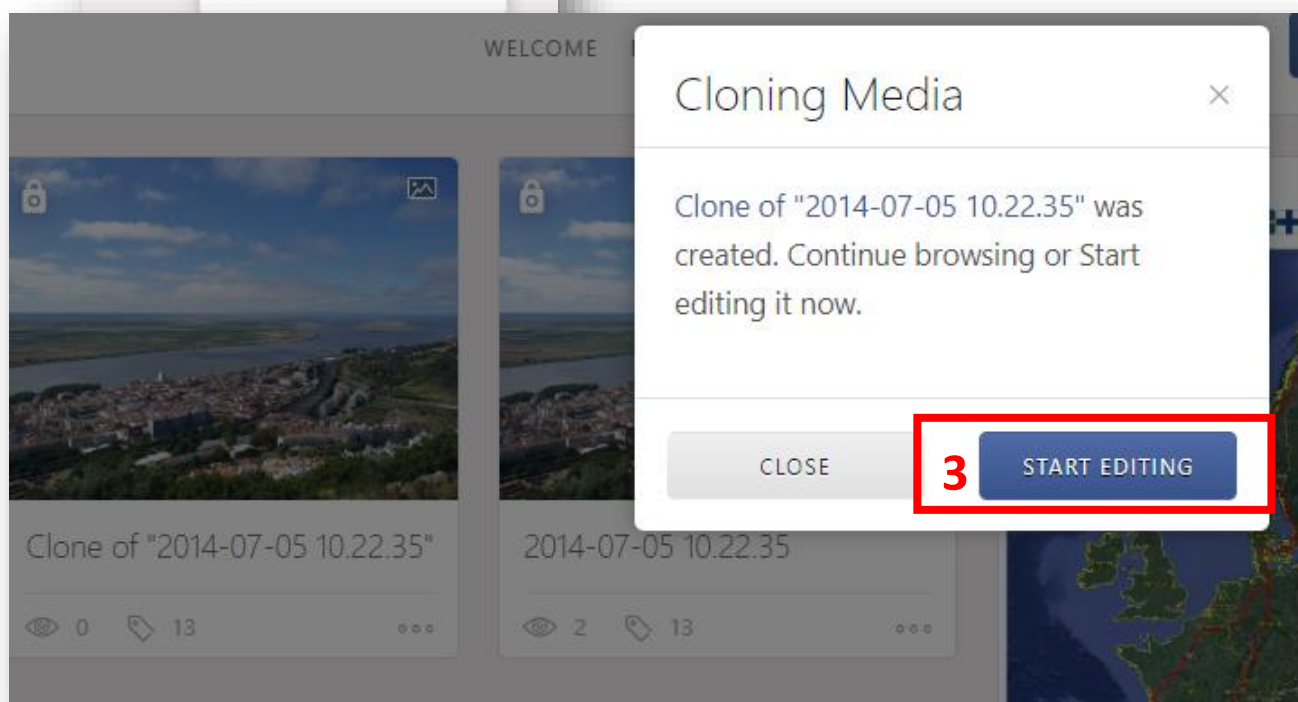 WELCOME
Cloning Media
Clone of "2014-07-05 10.22.35" was
created. Continue browsing or Start
editing it now.
CLOSE
3
START EDITING
Clone of "2014-07-05 10.22.35"
0 13
2014-07-05 10.22.35
2 13